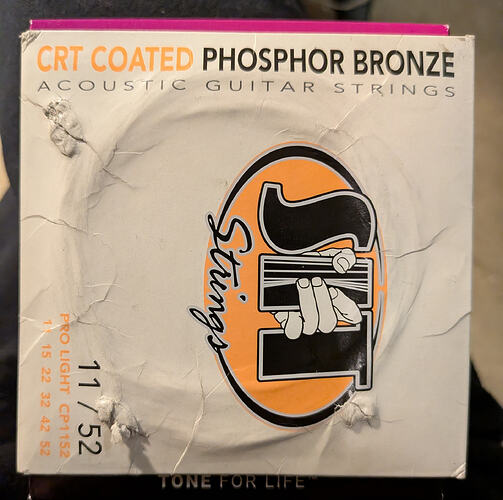 CRT COATED PHOSPHOR BRONZE
ACOUSTIC GUITAR STRINGS
SIT
Strings
11 / 52
PRO LIGHT CP1152
11 15 22 32 42 52
TONE FOR LIFE™